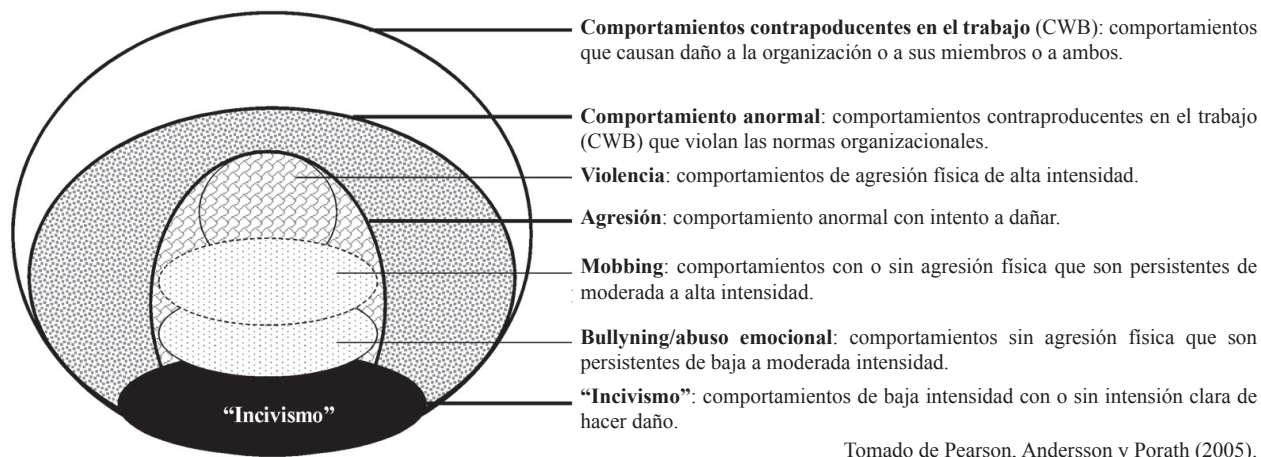 Comportamientos contrapoducentes en el trabajo (CWB): comportamientos
que causan daño a la organización o a sus miembros o a ambos.
Comportamiento anormal: comportamientos contraproducentes en el trabajo
(CWB) que violan las normas organizacionales.
Violencia: comportamientos de agresión física de alta intensidad.
Agresión: comportamiento anormal con intento a dañar.
Mobbing: comportamientos con o sin agresión física que son persistentes de
moderada a alta intensidad.
Bullyning/abuso emocional: comportamientos sin agresión física que son
persistentes de baja a moderada intensidad.
“Incivismo”: comportamientos de baja intensidad con o sin intensión clara de
hacer daño.
“Incivismo”
Tomado de Pearson, Andersson y Porath (2005).